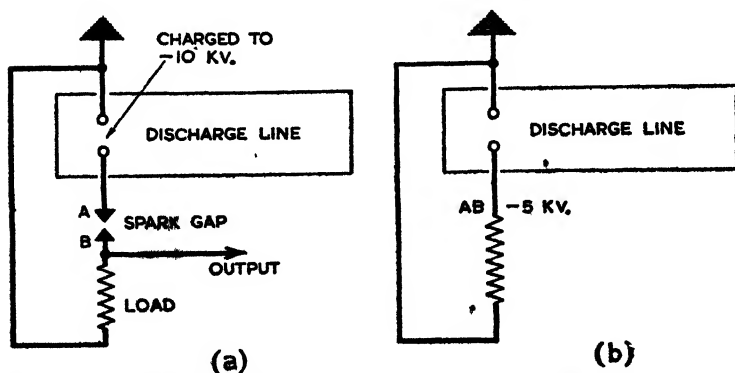 CHARGED TO
-10 KV.
DISCHARGE LINE
A
SPARK GAP
B
OUTPUT
LOAD
(a)
DISCHARGE LINE
AB -5 KV.
(b)